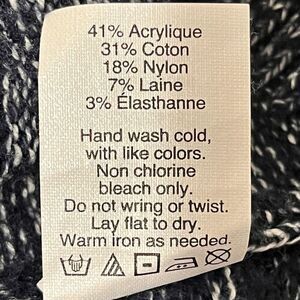 41% Acrylique
31% Coton
18% Nylon
7% Laine
3% Élasthanne
Hand wash cold,
with like colors.
Non chlorine
bleach only.
Do not wring or twist.
Lay flat to dry.
Warm iron as needed.